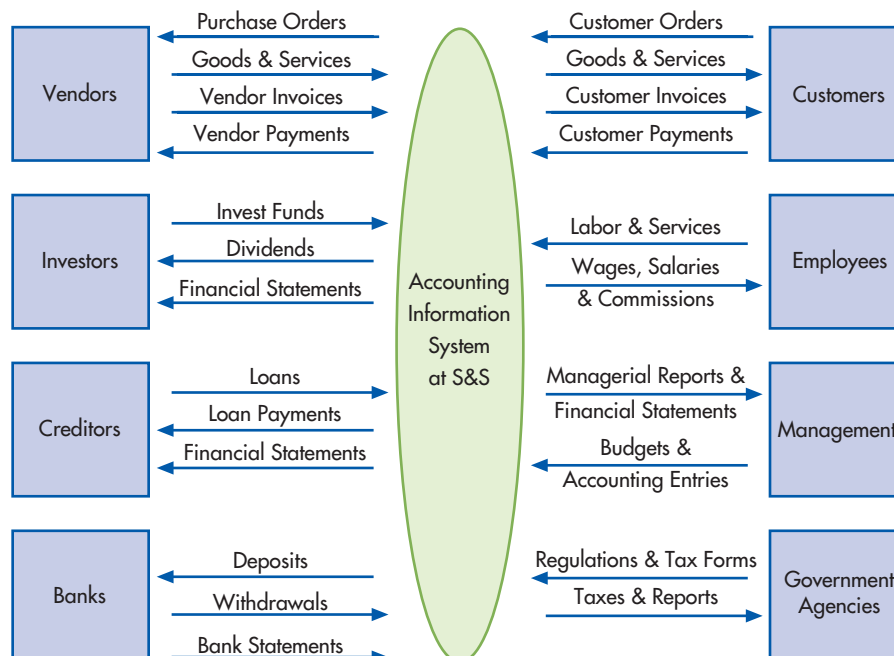 Vendors
Purchase Orders
Goods & Services
Vendor Invoices
Vendor Payments
Customer Orders
Goods & Services
Customer Invoices
Customer Payments
Customers
Investors
Invest Funds
Dividends
Financial Statements
Accounting
Information
System
at S&S
Labor & Services
Wages, Salaries
& Commissions
Employees
Creditors
Loans
Loan Payments
Financial Statements
Managerial Reports &
Financial Statements
Budgets &
Accounting Entries
Management
Banks
Deposits
Withdrawals
Bank Statements
Regulations & Tax Forms
Taxes & Reports
Government
Agencies